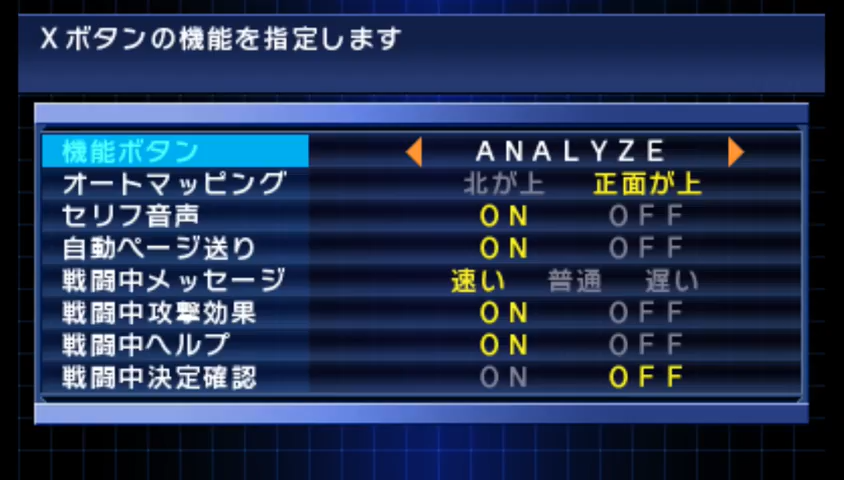 Xボタンの機能を指定します
機能ボタン ANALYZE
オートマッピング 北が上 正面が上
セリフ音声 ON OFF
自動ページ送り ON OFF
戦闘中メッセージ 速い 普通 遅い
戦闘中攻撃効果 ON OFF
戦闘中ヘルプ ON OFF
戦闘中決定確認 ON OFF